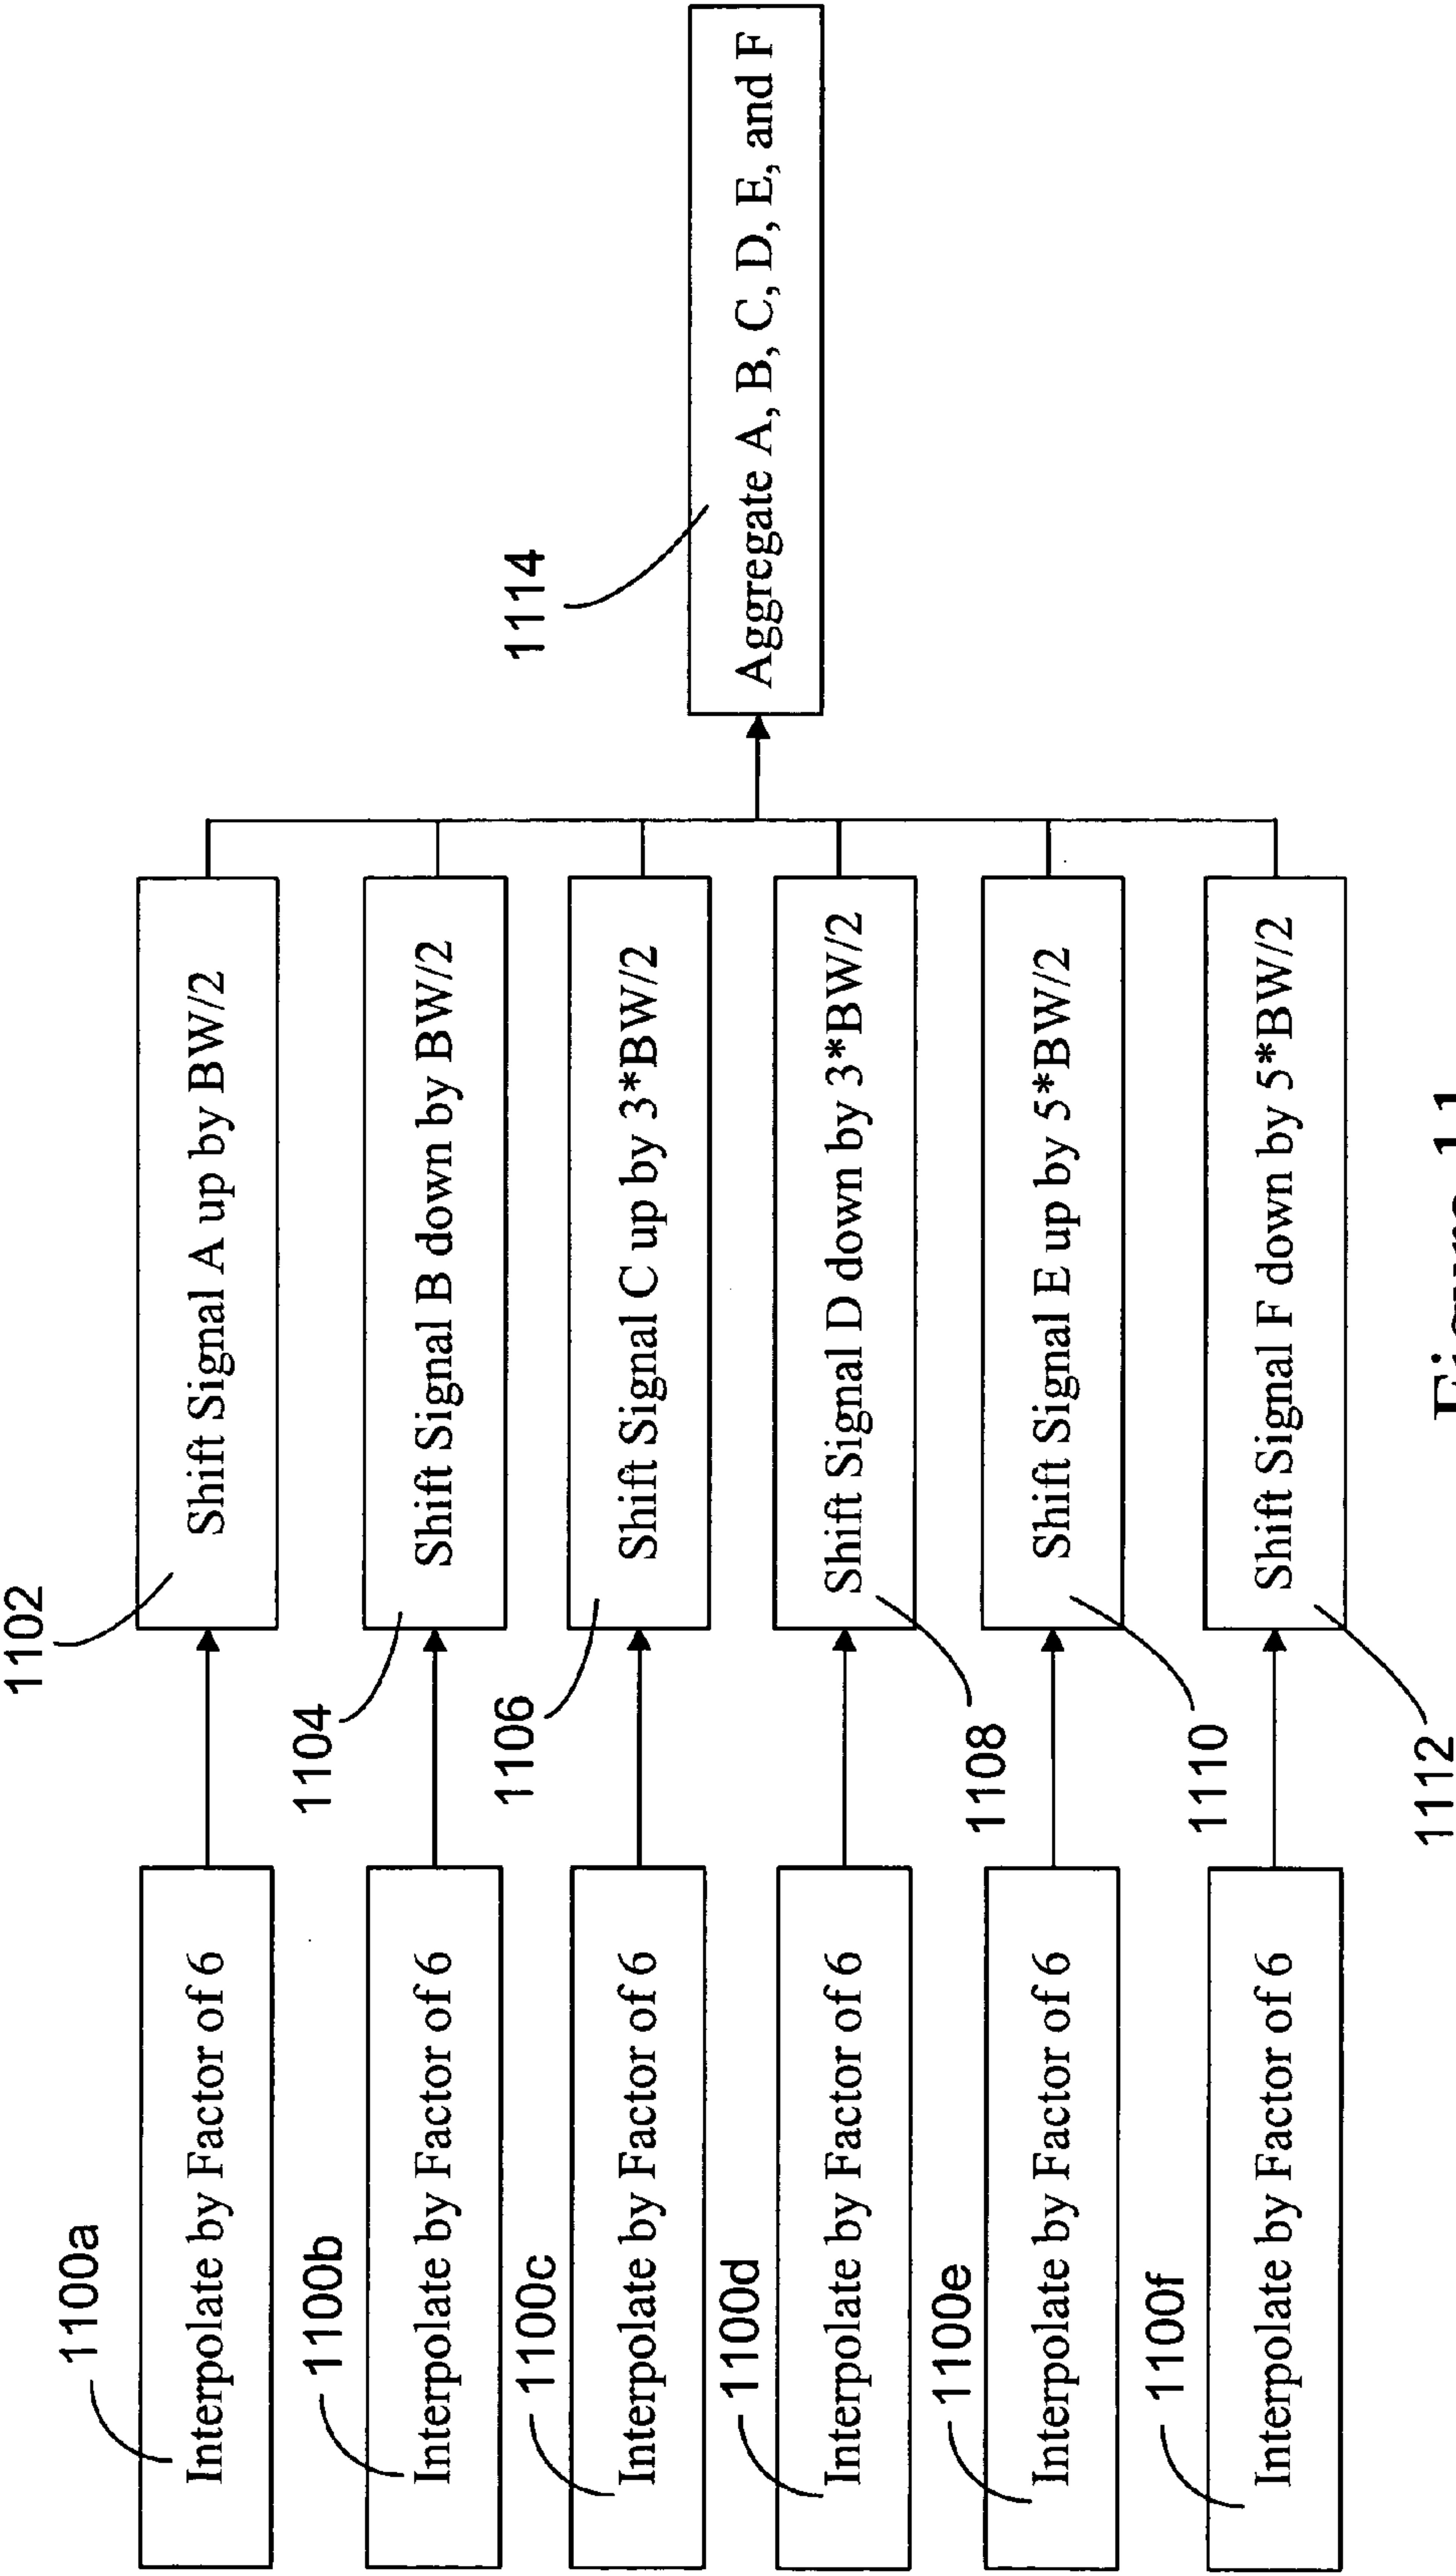 1100a
Interpolate by Factor of 6
1102
Shift Signal A up by BW/2
1100b
Interpolate by Factor of 6
1104
Shift Signal B down by BW/2
1100c
Interpolate by Factor of 6
1106
Shift Signal C up by 3*BW/2
1114
Aggregate A, B, C, D, E, and F
1100d
Interpolate by Factor of 6
1108
Shift Signal D down by 3*BW/2
1100e
Interpolate by Factor of 6
1110
Shift Signal E up by 5*BW/2
1100f
Interpolate by Factor of 6
1112
Shift Signal F down by 5*BW/2
Figure 11